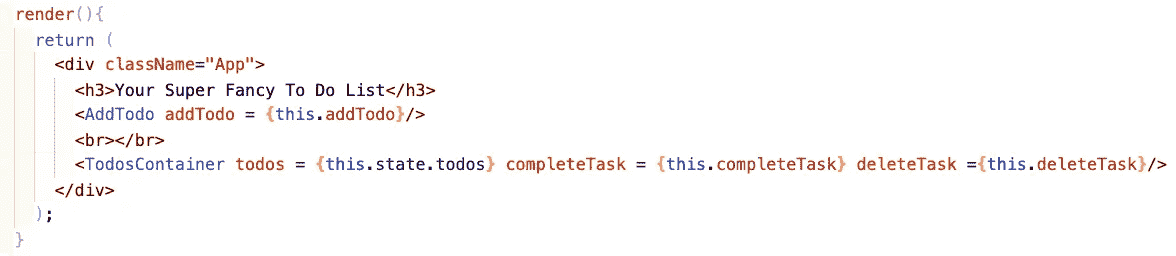 render(){
return (
<div className="App">
<h3>Your Super Fancy To Do List</h3>
<AddTodo addTodo = {this.addTodo}/>
<br></br>
<TodosContainer todos = {this.state.todos} completeTask = {this.completeTask} deleteTask ={this.deleteTask}/>
</div>
);
}